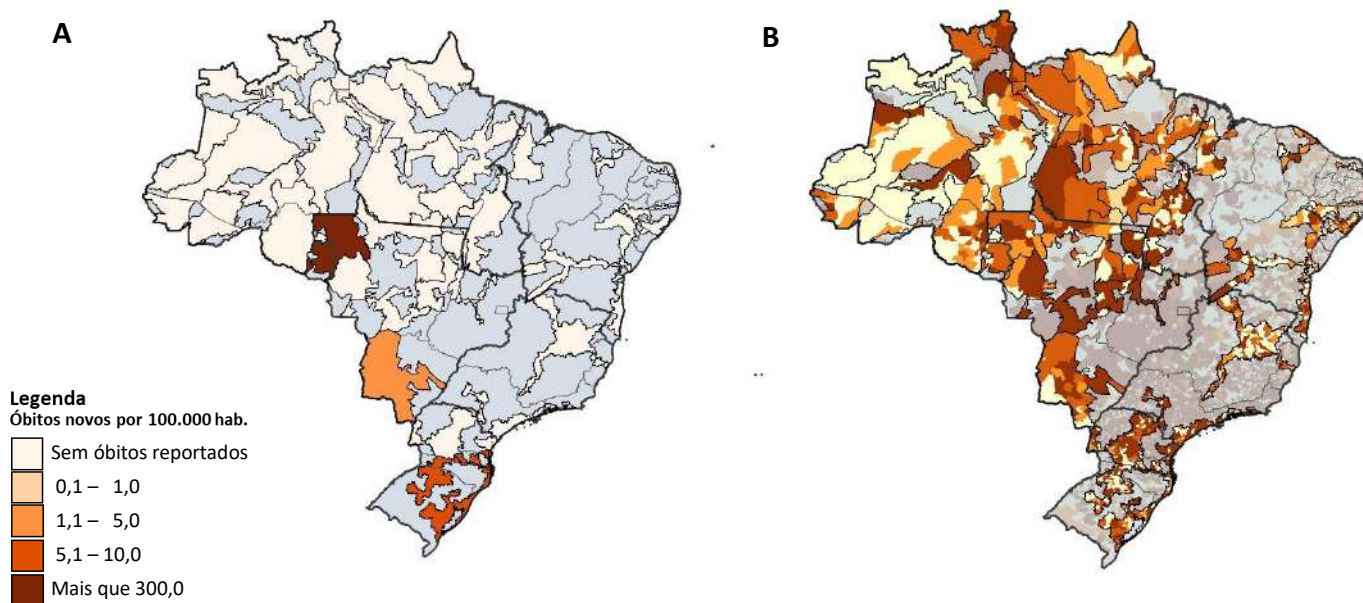 A
B
Legenda
Óbitos novos por 100.000 hab.
Sem óbitos reportados
0,1 – 1,0
1,1 – 5,0
5,1 – 10,0
Mais que 300,0